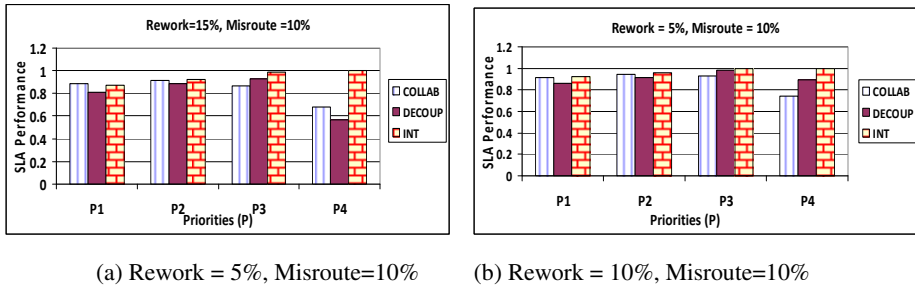 (a)
Rework=15%, Misroute =10%
SLA Performance
1.2
1
0.8
0.6
0.4
0.2
0
P1 P2 P3 P4
Priorities (P)
COLLAB
DECOUP
INT
(b)
Rework = 5%, Misroute = 10%
SLA Performance
1.2
1
0.8
0.6
0.4
0.2
0
P1 P2 P3 P4
Priorities (P)
COLLAB
DECOUP
INT
(a) Rework = 5%, Misroute=10%
(b) Rework = 10%, Misroute=10%